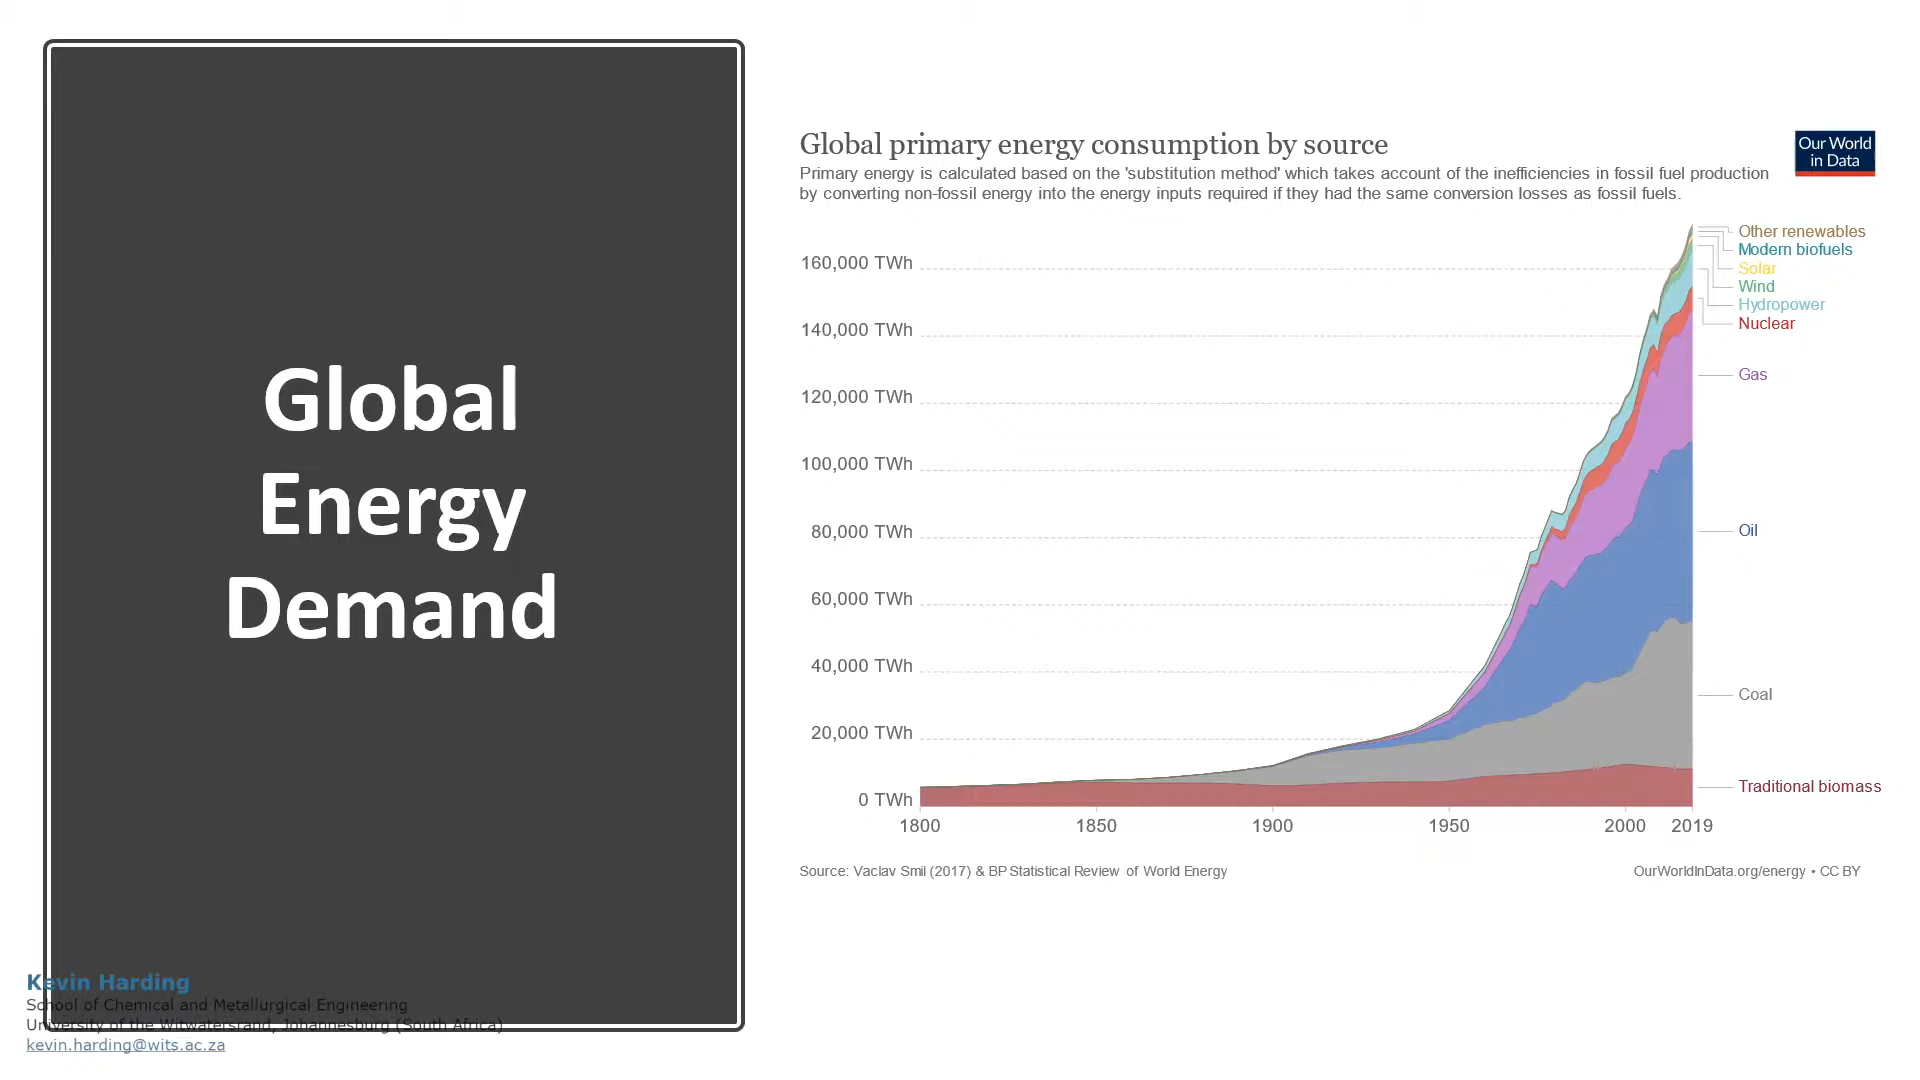 Global
Energy
Demand
Global primary energy consumption by source
Primary energy is calculated based on the 'substitution method' which takes account of the inefficiencies in fossil fuel production
by converting non-fossil energy into the energy inputs required if they had the same conversion losses as fossil fuels.
Our World
in Data
160,000 TWh
140,000 TWh
120,000 TWh
100,000 TWh
80,000 TWh
60,000 TWh
40,000 TWh
20,000 TWh
0 TWh
1800
1850
1900
1950
2000
2019
Other renewables
Modern biofuels
Solar
Wind
Hydropower
Nuclear
Gas
Oil
Coal
Traditional biomass
Source: Vaclav Smil (2017) & BP Statistical Review of World Energy
OurWorldInData.org/energy • CC BY
Kevin Harding
School of Chemical and Metallurgical Engineering
University of the Witwatersrand, Johannesburg (South Africa)
kevin.harding@wits.ac.za